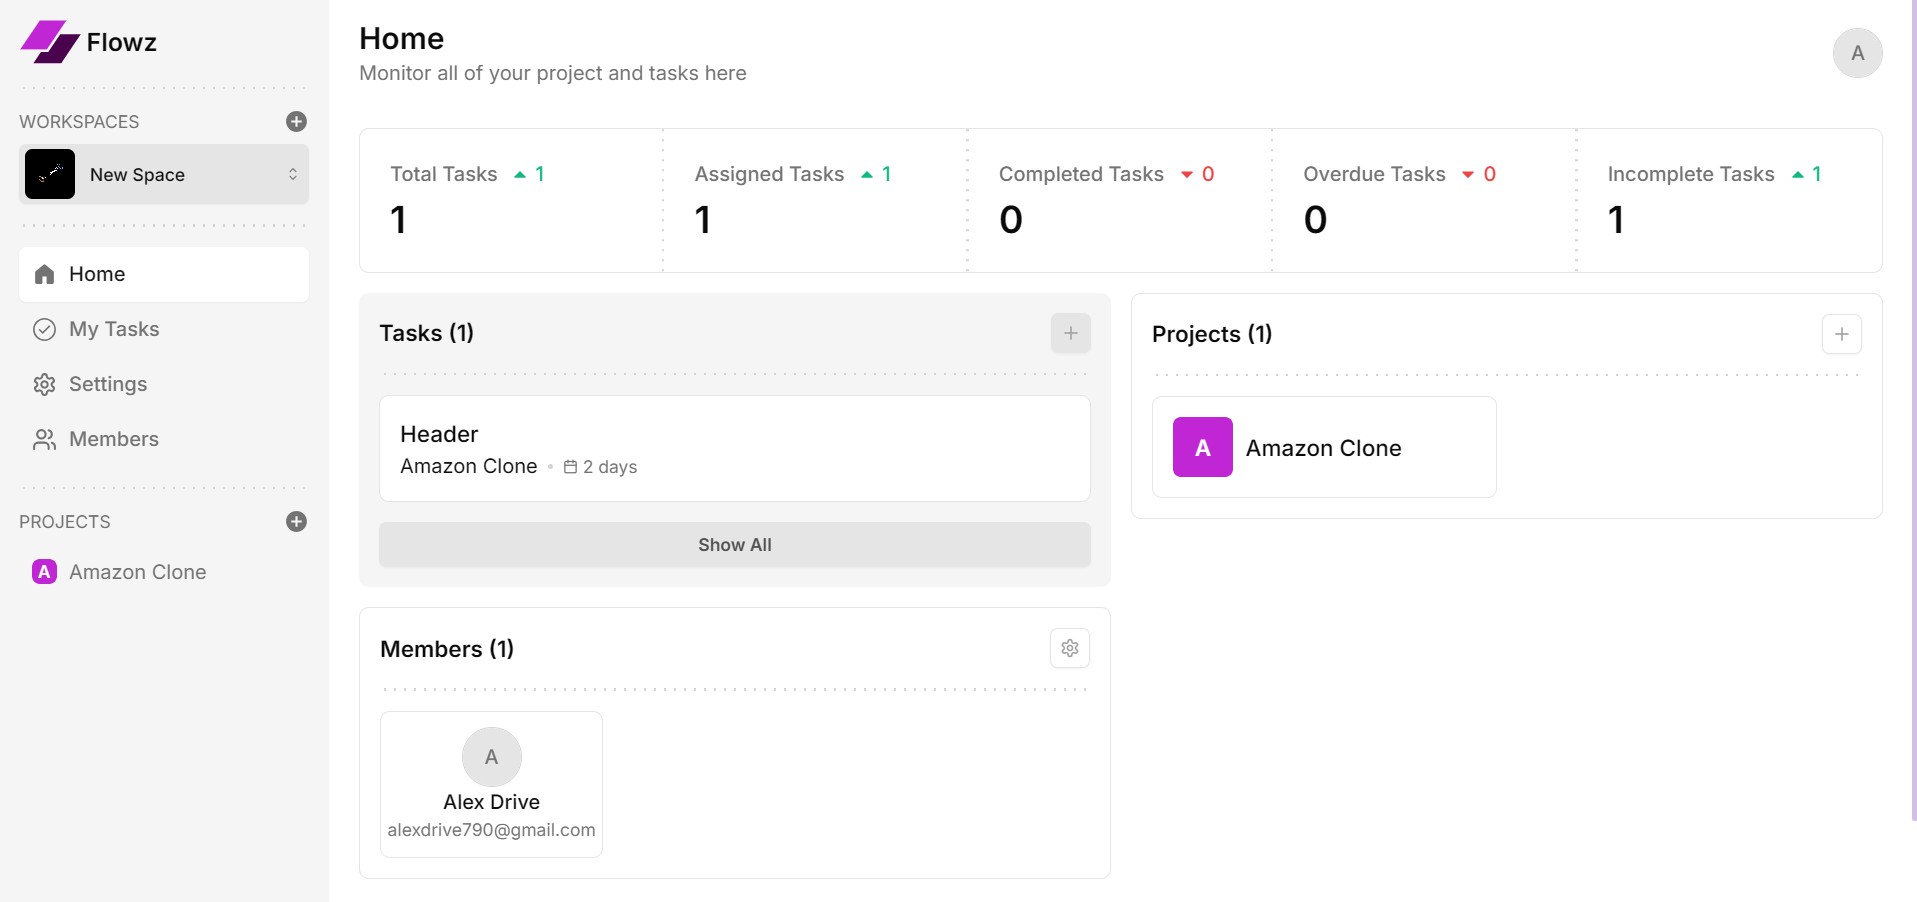 Flowz
WORKSPACES
New Space
Home
My Tasks
Settings
Members
PROJECTS
A Amazon Clone
Home
Monitor all of your project and tasks here
A
Total Tasks 1
1
Assigned Tasks 1
1
Completed Tasks 0
0
Overdue Tasks 0
0
Incomplete Tasks 1
1
Tasks (1)
Header
Amazon Clone • 2 days
Show All
Projects (1)
A Amazon Clone
Members (1)
A
Alex Drive
alexdrive790@gmail.com